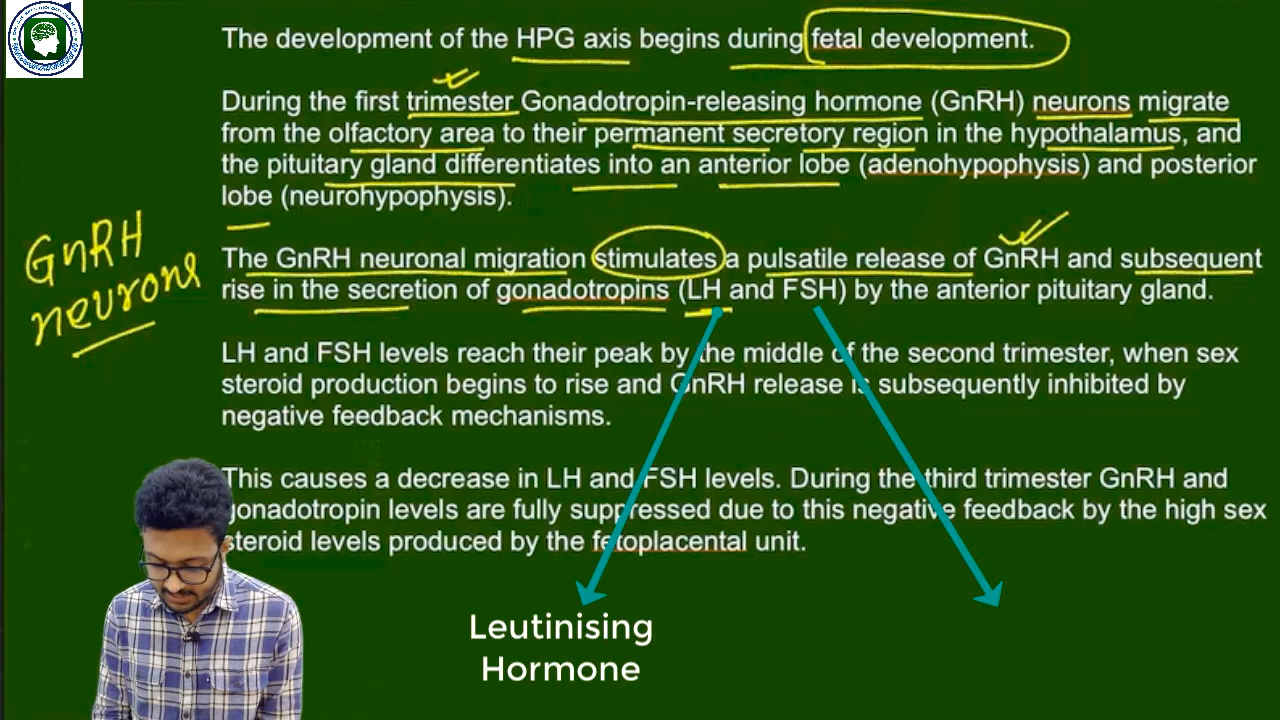 The development of the HPG axis begins during fetal development.
During the first trimester Gonadotropin-releasing hormone (GnRH) neurons migrate
from the olfactory area to their permanent secretory region in the hypothalamus, and
the pituitary gland differentiates into an anterior lobe (adenohypophysis) and posterior
lobe (neurohypophysis).
GnRH
neurons
The GnRH neuronal migration stimulates a pulsatile release of GnRH and subsequent
rise in the secretion of gonadotropins (LH and FSH) by the anterior pituitary gland.
LH and FSH levels reach their peak by the middle of the second trimester, when sex
steroid production begins to rise and GnRH release is subsequently inhibited by
negative feedback mechanisms.
This causes a decrease in LH and FSH levels. During the third trimester GnRH and
gonadotropin levels are fully suppressed due to this negative feedback by the high sex
steroid levels produced by the fetoplacental unit.
Leutinising
Hormone